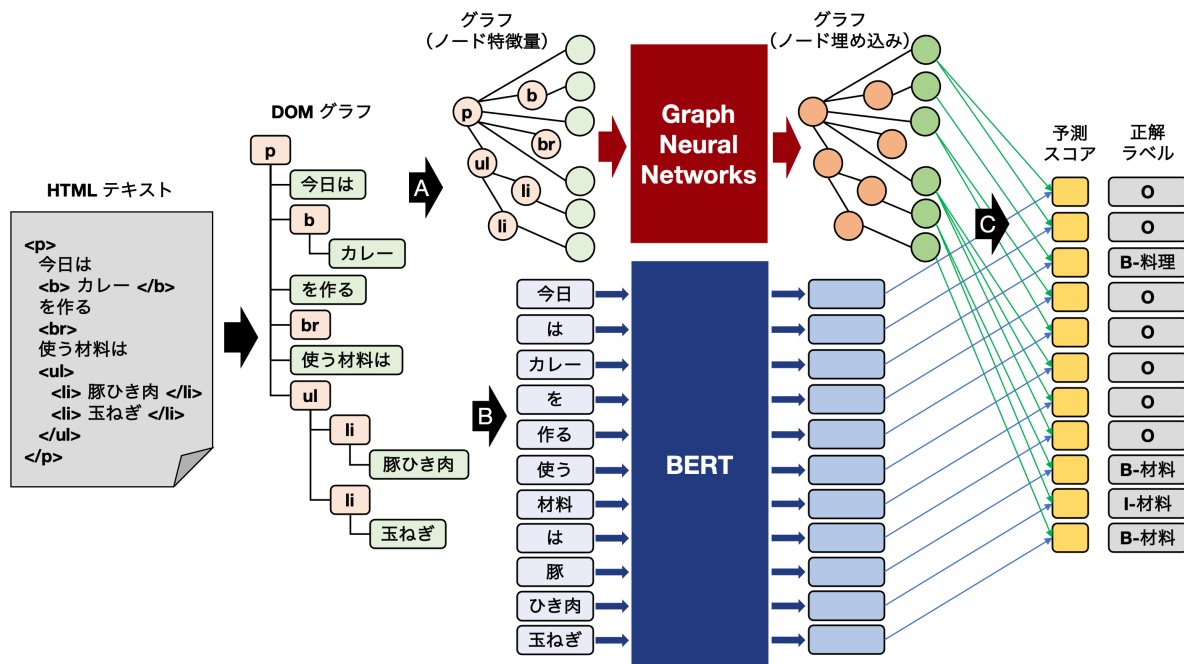 HTML テキスト
<p>
今日は
<b> カレー </b>
を作る
<br>
使う材料は
<ul>
<li> 豚ひき肉 </li>
<li> 玉ねぎ </li>
</ul>
</p>
DOM グラフ
p
今日は
b
カレー
を作る
br
使う材料は
ul
li
豚ひき肉
li
玉ねぎ
A
B
グラフ
(ノード特徴量)
p
b
br
ul
li
li
Graph
Neural
Networks
グラフ
(ノード埋め込み)
今日
は
カレー
を
作る
使う
材料
は
豚
ひき肉
玉ねぎ
BERT
C
予測
スコア
正解
ラベル
O
O
B-料理
O
O
O
O
O
B-材料
I-材料
B-材料